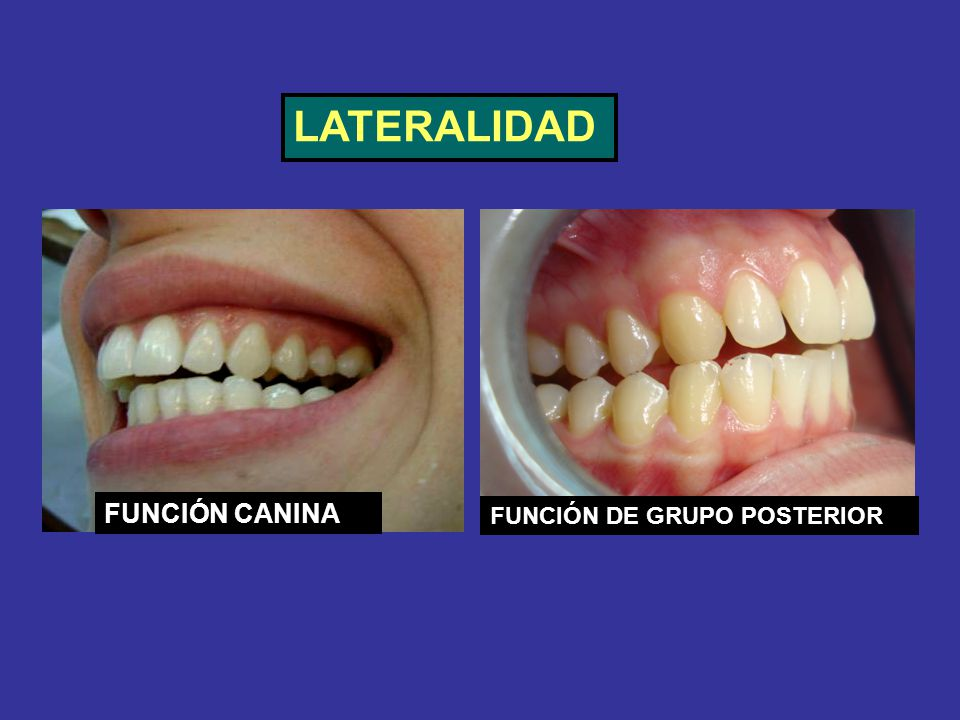 LATERALIDAD
FUNCIÓN CANINA
FUNCIÓN DE GRUPO POSTERIOR